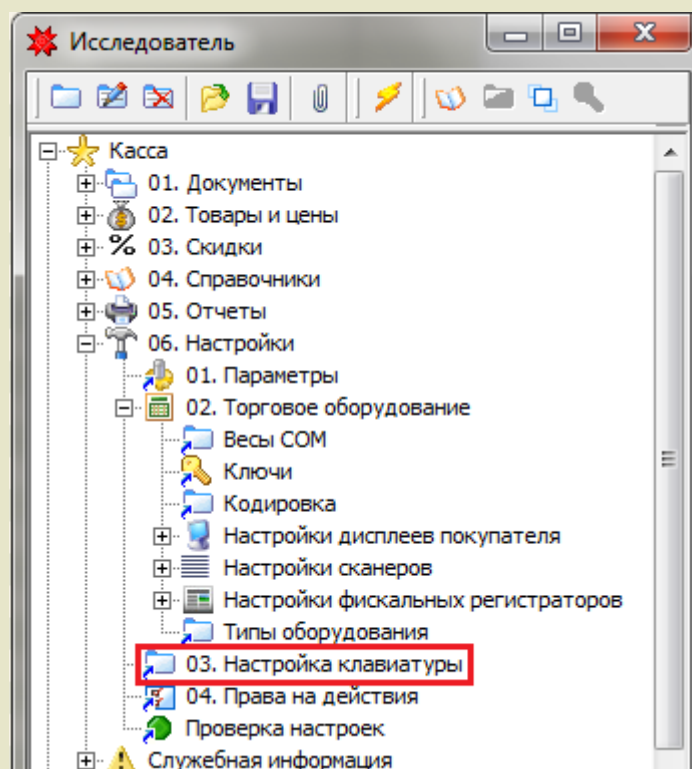 Исследователь
Касса
01. Документы
02. Товары и цены
% 03. Скидки
04. Справочники
05. Отчеты
06. Настройки
01. Параметры
02. Торговое оборудование
Весы COM
Ключи
Кодировка
Настройки дисплеев покупателя
Настройки сканеров
Настройки фискальных регистраторов
Типы оборудования
03. Настройка клавиатуры
04. Права на действия
Проверка настроек
Служебная информация